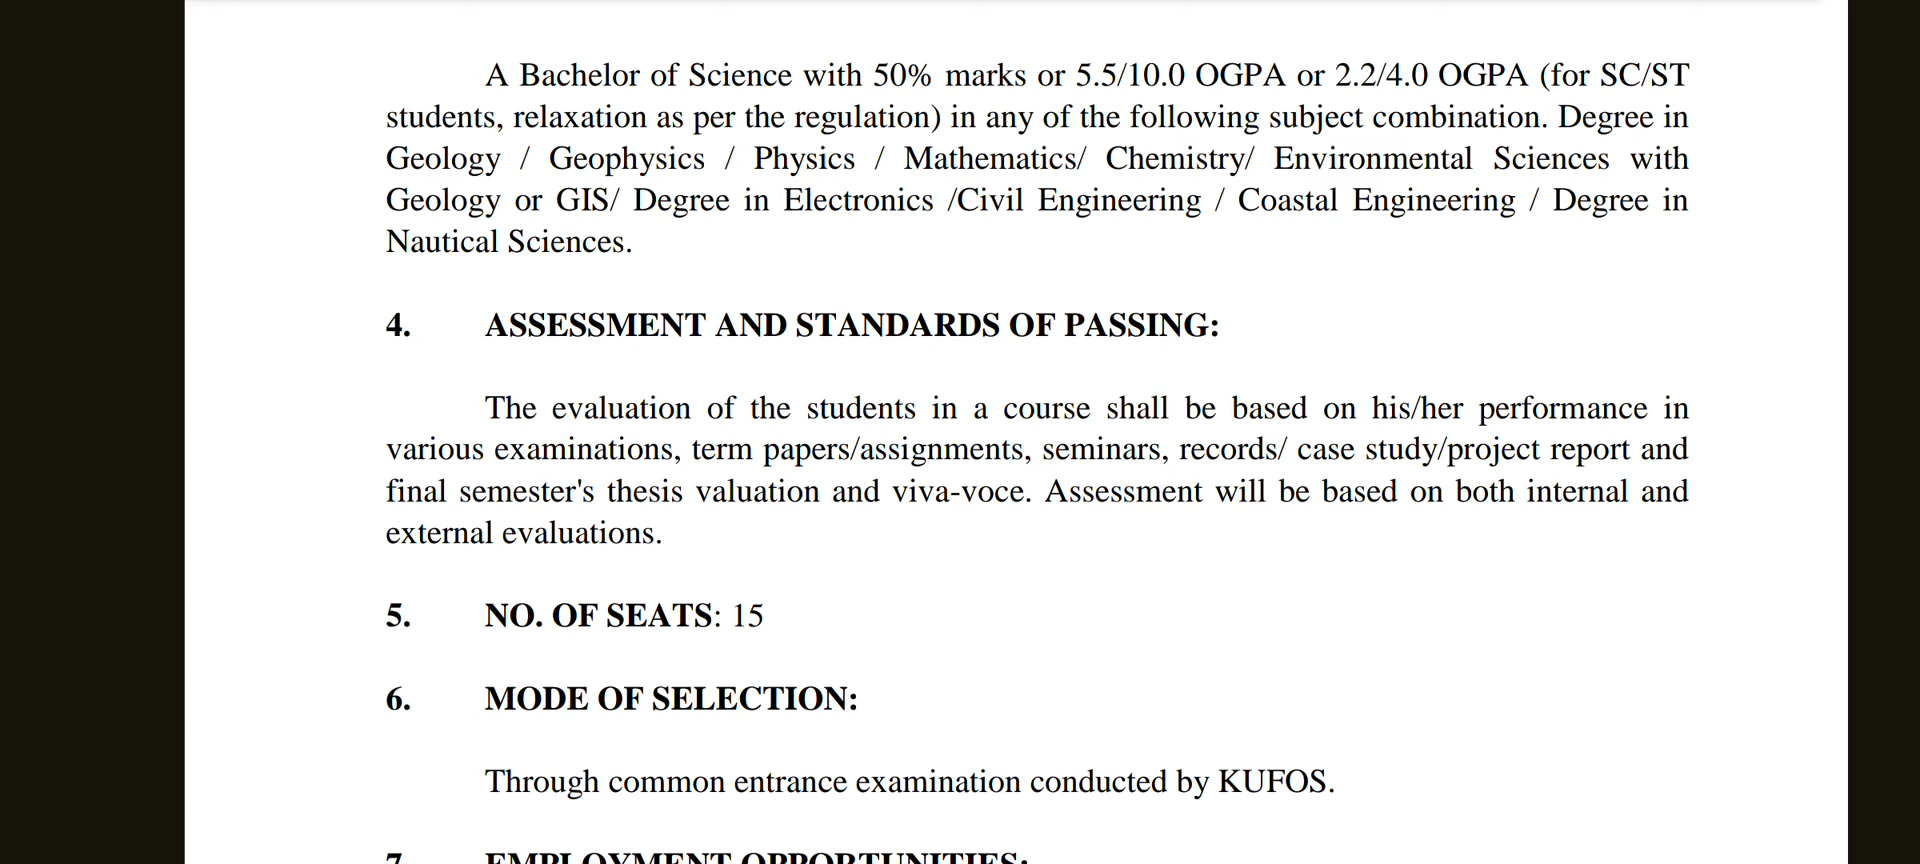 A Bachelor of Science with 50% marks or 5.5/10.0 OGPA or 2.2/4.0 OGPA (for SC/ST
students, relaxation as per the regulation) in any of the following subject combination. Degree in
Geology / Geophysics / Physics / Mathematics/ Chemistry/ Environmental Sciences with
Geology or GIS/ Degree in Electronics /Civil Engineering / Coastal Engineering / Degree in
Nautical Sciences.
4. ASSESSMENT AND STANDARDS OF PASSING:
The evaluation of the students in a course shall be based on his/her performance in
various examinations, term papers/assignments, seminars, records/ case study/project report and
final semester's thesis valuation and viva-voce. Assessment will be based on both internal and
external evaluations.
5. NO. OF SEATS: 15
6. MODE OF SELECTION:
Through common entrance examination conducted by KUFOS.
7. EMPLOYMENT OPPORTUNITIES: